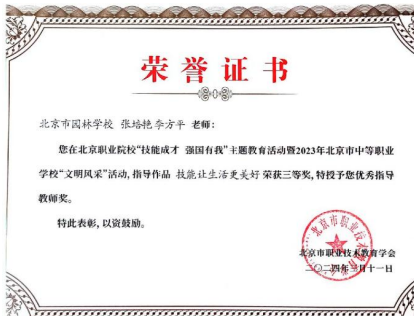 荣誉证书
北京市园林学校 张培艳 李方平 老师:
您在北京职业院校“技能成才 强国有我”主题教育活动暨2023年北京市中等职业
学校“文明风采”活动,指导作品 技能让生活更美好 荣获三等奖,特授予您优秀指导
教师奖。
特此表彰,以资鼓励。
北京市职业技术教育学会
二〇二四年三月十一日